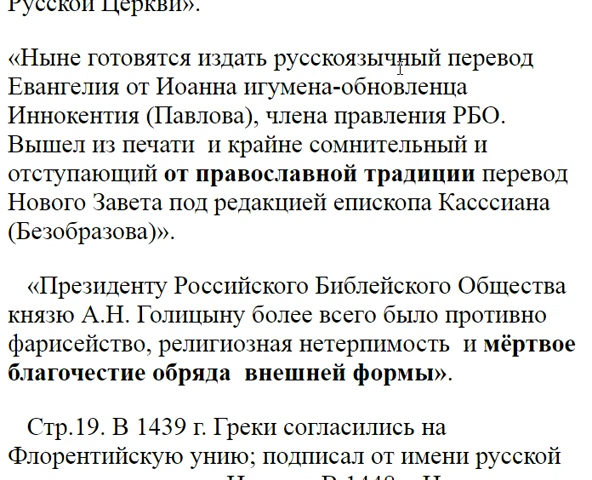 Русской Церкви».
«Ныне готовятся издать русскоязычный перевод
Евангелия от Иоанна игумена-обновленца
Иннокентия (Павлова), члена правления РБО.
Вышел из печати и крайне сомнительный и
отступающий от православной традиции перевод
Нового Завета под редакцией епископа Касссиана
(Безобразова)».
«Президенту Российского Библейского Общества
князю А.Н. Голицыну более всего было противно
фарисейство, религиозная нетерпимость и мёртвое
благочестие обряда внешней формы».
Стр.19. В 1439 г. Греки согласились на
Флорентийскую унию; подписал от имени русской